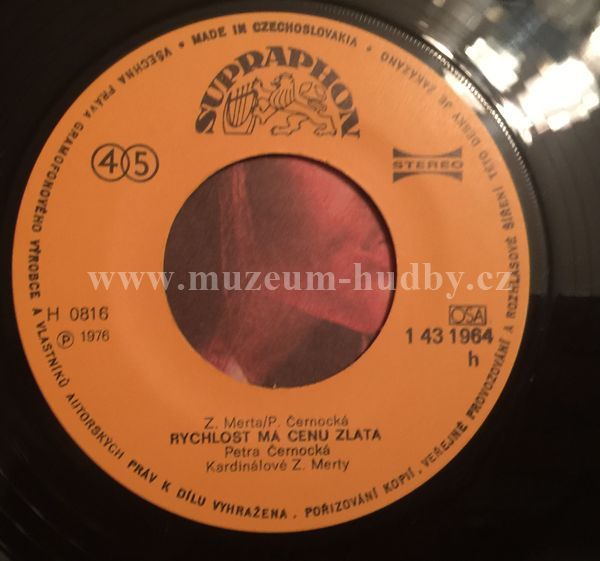 VŠECHNA PRÁVA GRAMOFONOVÉHO VÝROBCE A VLASTNÍKŮ AUTORSKÝCH PRÁV K DÍLU VYHRAŽENA. POŘIZOVÁNÍ KOPIÍ, VEŘEJNÉ PROVOZOVÁNÍ A ROZHLASOVÉ ŠÍŘENÍ TÉTO DESKY JE ZAKÁZÁNO
• MADE IN CZECHOSLOVAKIA •
SUPRAPHON
45
STEREO
www.muzeum-hudby.cz
H 0816
℗ 1976
OSA
1 43 1964
h
Z. Merta/P. Černocká
RYCHLOST MÁ CENU ZLATA
Petra Černocká
Kardinálové Z. Merty